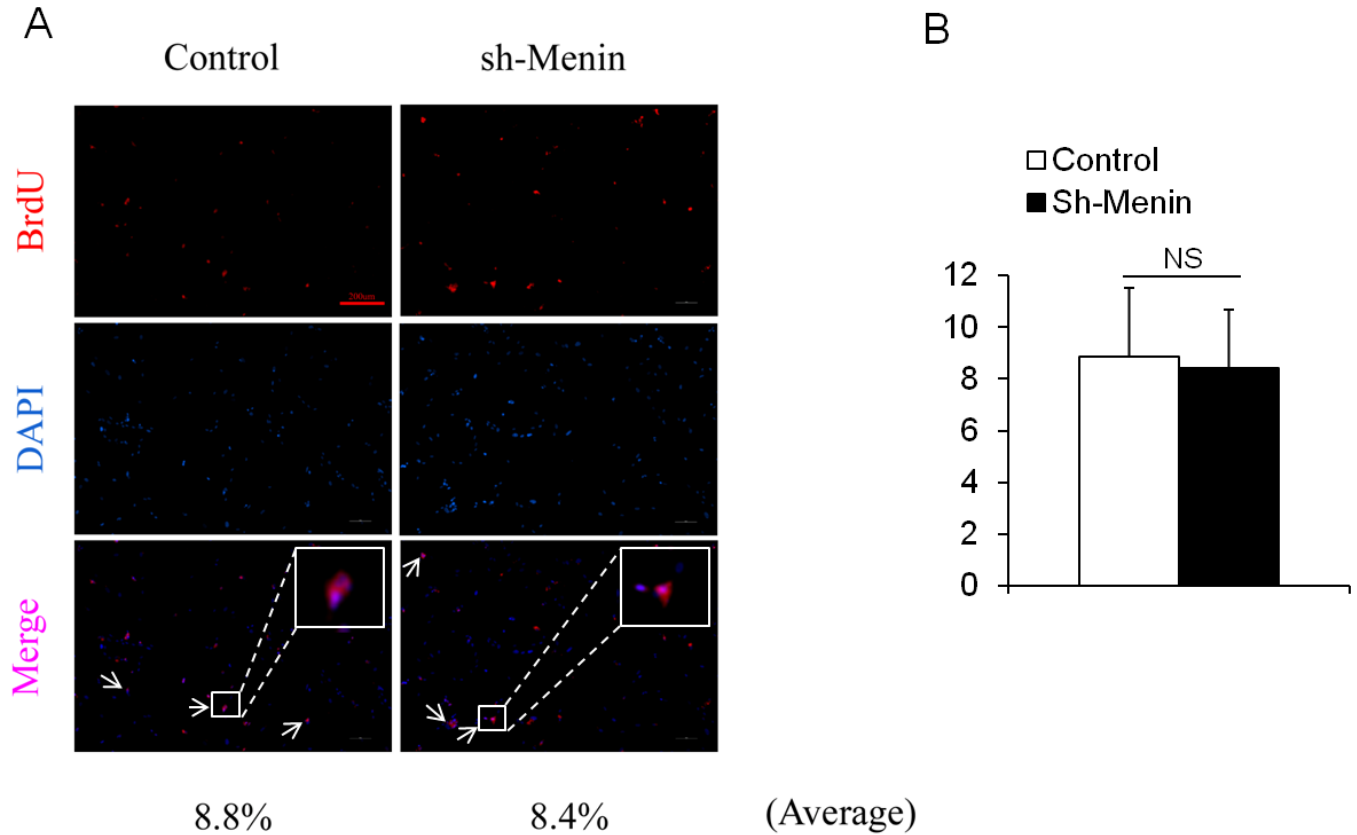 A
Control
sh-Menin
BrdU
200um
DAPI
Merge
8.8%
8.4%
(Average)
B
Control
Sh-Menin
NS
12
10
8
6
4
2
0